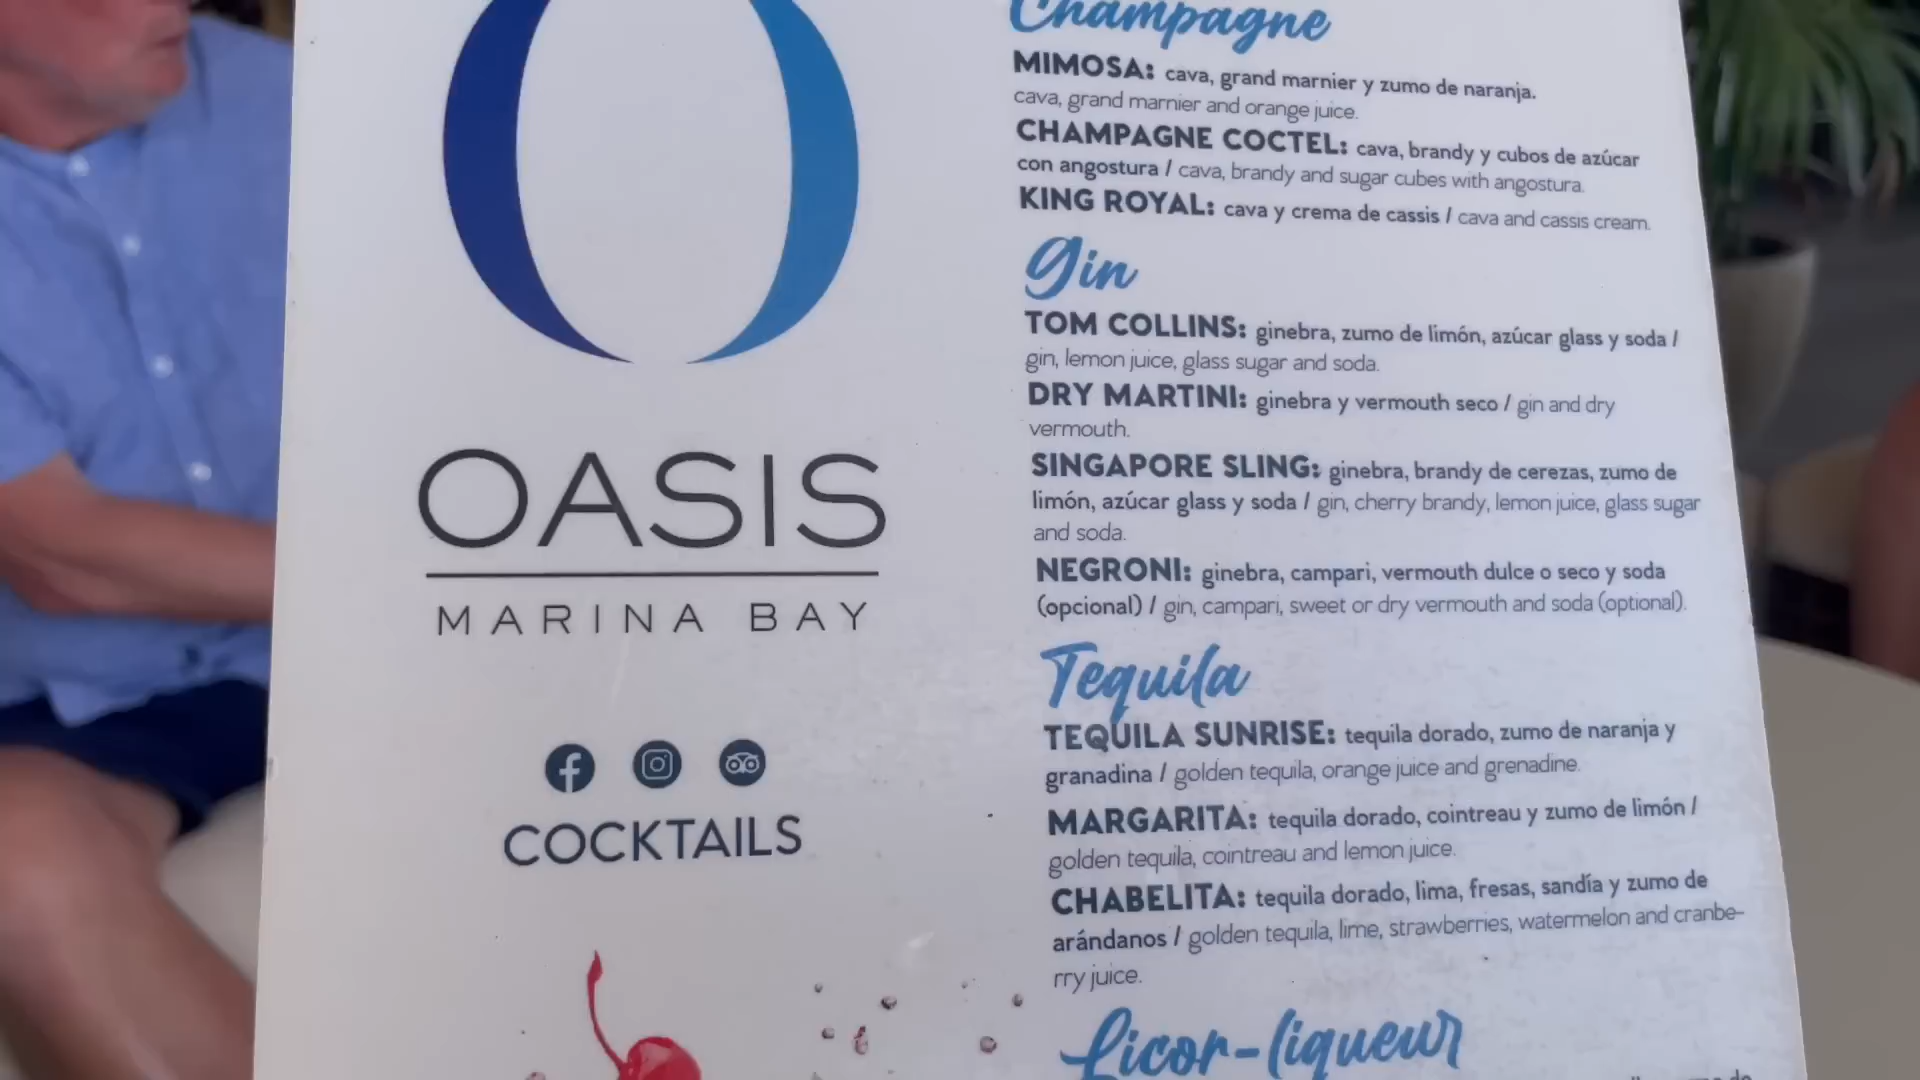 OASIS
MARINA BAY
COCKTAILS
Champagne
MIMOSA: cava, grand marnier y zumo de naranja.
cava, grand marnier and orange juice.
CHAMPAGNE COCTEL: cava, brandy y cubos de azúcar
con angostura / cava, brandy and sugar cubes with angostura.
KING ROYAL: cava y crema de cassis / cava and cassis cream.
Gin
TOM COLLINS: ginebra, zumo de limón, azúcar glass y soda /
gin, lemon juice, glass sugar and soda.
DRY MARTINI: ginebra y vermouth seco / gin and dry
vermouth.
SINGAPORE SLING: ginebra, brandy de cerezas, zumo de
limón, azúcar glass y soda / gin, cherry brandy, lemon juice, glass sugar
and soda.
NEGRONI: ginebra, campari, vermouth dulce o seco y soda
(opcional) / gin, campari, sweet or dry vermouth and soda (optional).
Tequila
TEQUILA SUNRISE: tequila dorado, zumo de naranja y
granadina / golden tequila, orange juice and grenadine.
MARGARITA: tequila dorado, cointreau y zumo de limón /
golden tequila, cointreau and lemon juice.
CHABELITA: tequila dorado, lima, fresas, sandía y zumo de
arándanos / golden tequila, lime, strawberries, watermelon and cranbe-
rry juice.
Licor-liqueur